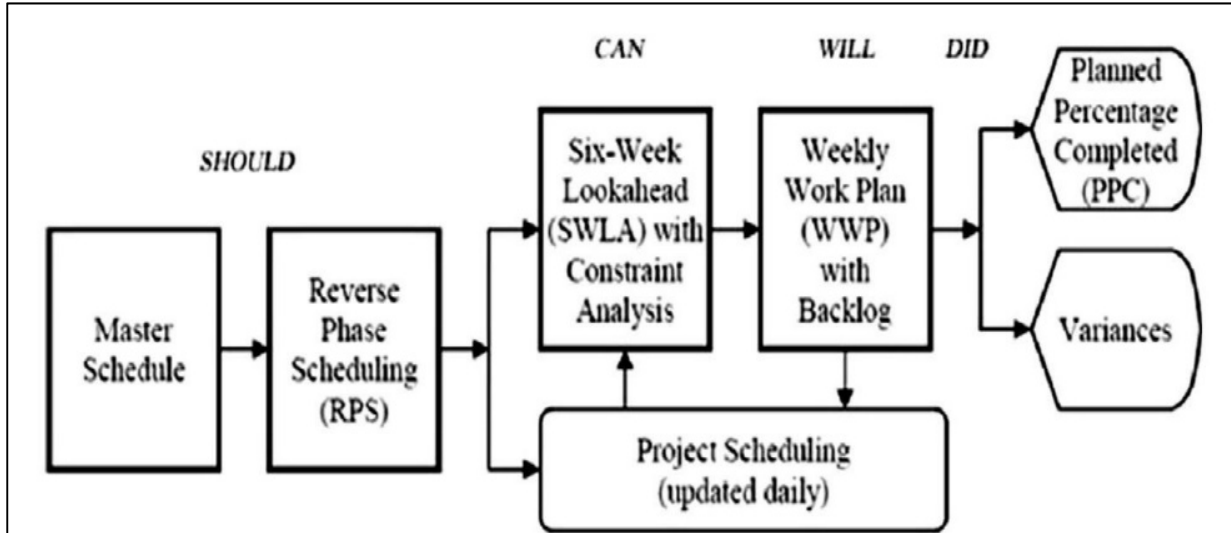 CAN
WILL
DID
SHOULD
Master
Schedule
Reverse
Phase
Scheduling
(RPS)
Six-Week
Lookahead
(SWLA) with
Constraint
Analysis
Weekly
Work Plan
(WWP)
with
Backlog
Planned
Percentage
Completed
(PPC)
Variances
Project Scheduling
(updated daily)